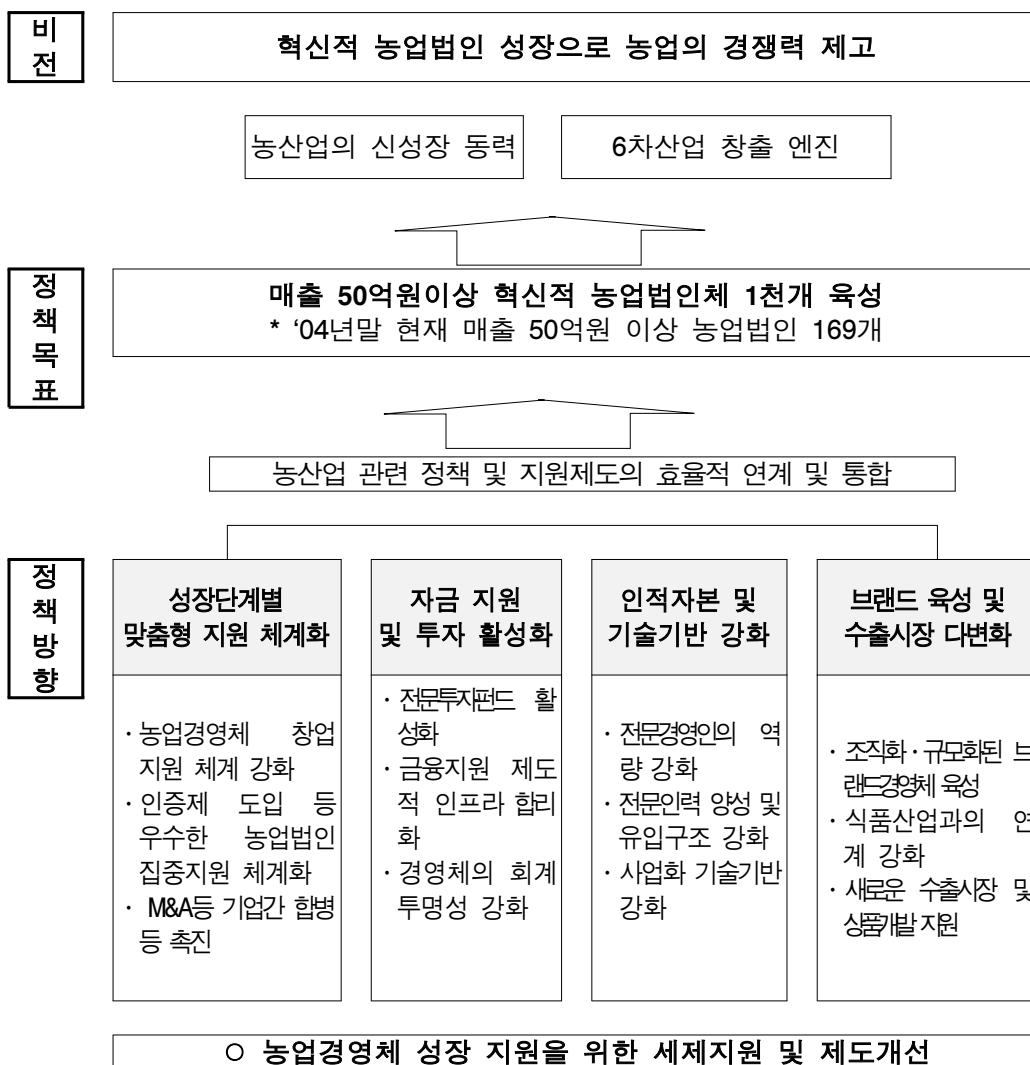 비
전
혁신적 농업법인 성장으로 농업의 경쟁력 제고
농산업의 신성장 동력
6차산업 창출 엔진
정
책
목
표
매출 50억원이상 혁신적 농업법인체 1천개 육성
* ‘04년말 현재 매출 50억원 이상 농업법인 169개
농산업 관련 정책 및 지원제도의 효율적 연계 및 통합
정
책
방
향
성장단계별
맞춤형 지원 체계화
· 농업경영체 창업
지원 체계 강화
· 인증제 도입 등
우수한 농업법인
집중지원 체계화
· M&A등 기업간 합병
등 촉진
자금 지원
및 투자 활성화
· 전문투자펀드 활
성화
· 금융지원 제도
적 인프라 합리
화
· 경영체의 회계
투명성 강화
인적자본 및
기술기반 강화
· 전문경영인의 역
량 강화
· 전문인력 양성 및
유입구조 강화
· 사업화 기술기반
강화
브랜드 육성 및
수출시장 다변화
· 조직화·규모화된 브
랜드경영체 육성
· 식품산업과의 연
계 강화
· 새로운 수출시장 및
상품개발 지원
○ 농업경영체 성장 지원을 위한 세제지원 및 제도개선